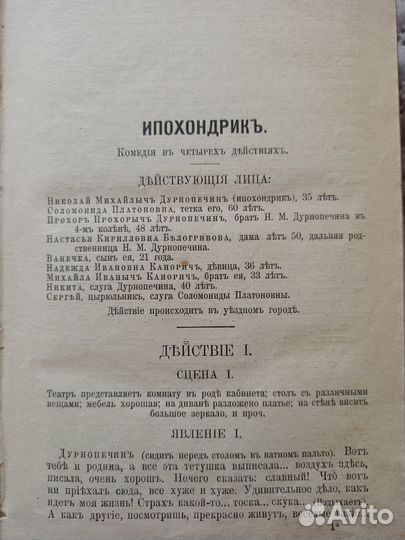 ИПОХОНДРИКЪ.
Комедія въ четырехъ дѣйствіяхъ.
ДѢЙСТВУЮЩІЯ ЛИЦА:
Николай Михайлычъ Дурнопечинъ (ипохондрикъ), 35 лѣтъ.
Соломонида Платоновна, тетка его, 60 лѣтъ.
Прохоръ Прохорычъ Дурнопечинъ, братъ Н. М. Дурнопечина въ
4-мъ колѣнѣ, 48 лѣтъ.
Настасья Кирилловна Бѣлогривова, дама лѣтъ 50, дальняя род-
ственница Н. М. Дурнопечина.
Ванечка, сынъ ея, 21 года.
Надежда Ивановна Каноричъ, дѣвица, 36 лѣтъ.
Михайла Иванычъ Каноричъ, братъ ея, 33 лѣтъ.
Никита, слуга Дурнопечина, 40 лѣтъ.
Сергѣй, цырюльникъ, слуга Соломониды Платоновны.
Дѣйствіе происходитъ въ уѣздномъ городѣ.
ДѢЙСТВІЕ I.
СЦЕНА I.
Театръ представляетъ комнату въ родѣ кабинета; столъ съ различными
вещами; мебель хорошая; на диванѣ разложено платье; на стѣнѣ виситъ
большое зеркало, и проч.
ЯВЛЕНІЕ I.
Дурнопечинъ (сидитъ передъ столомъ въ ватномъ пальто). Вотъ
тебѣ и родина, а все эта тетушка выписала... воздухъ здѣсь,
писала, очень хорошъ. Нечего сказать: славный! Что̀ вотъ
ни пріѣхалъ сюда, все хуже и хуже. Удивительное дѣло, какъ
идетъ моя жизнь! Страхъ какой-то... тоска... скука... (Вздыхаетъ).
А какъ другіе, посмотришь, прекрасно живутъ,
Avito